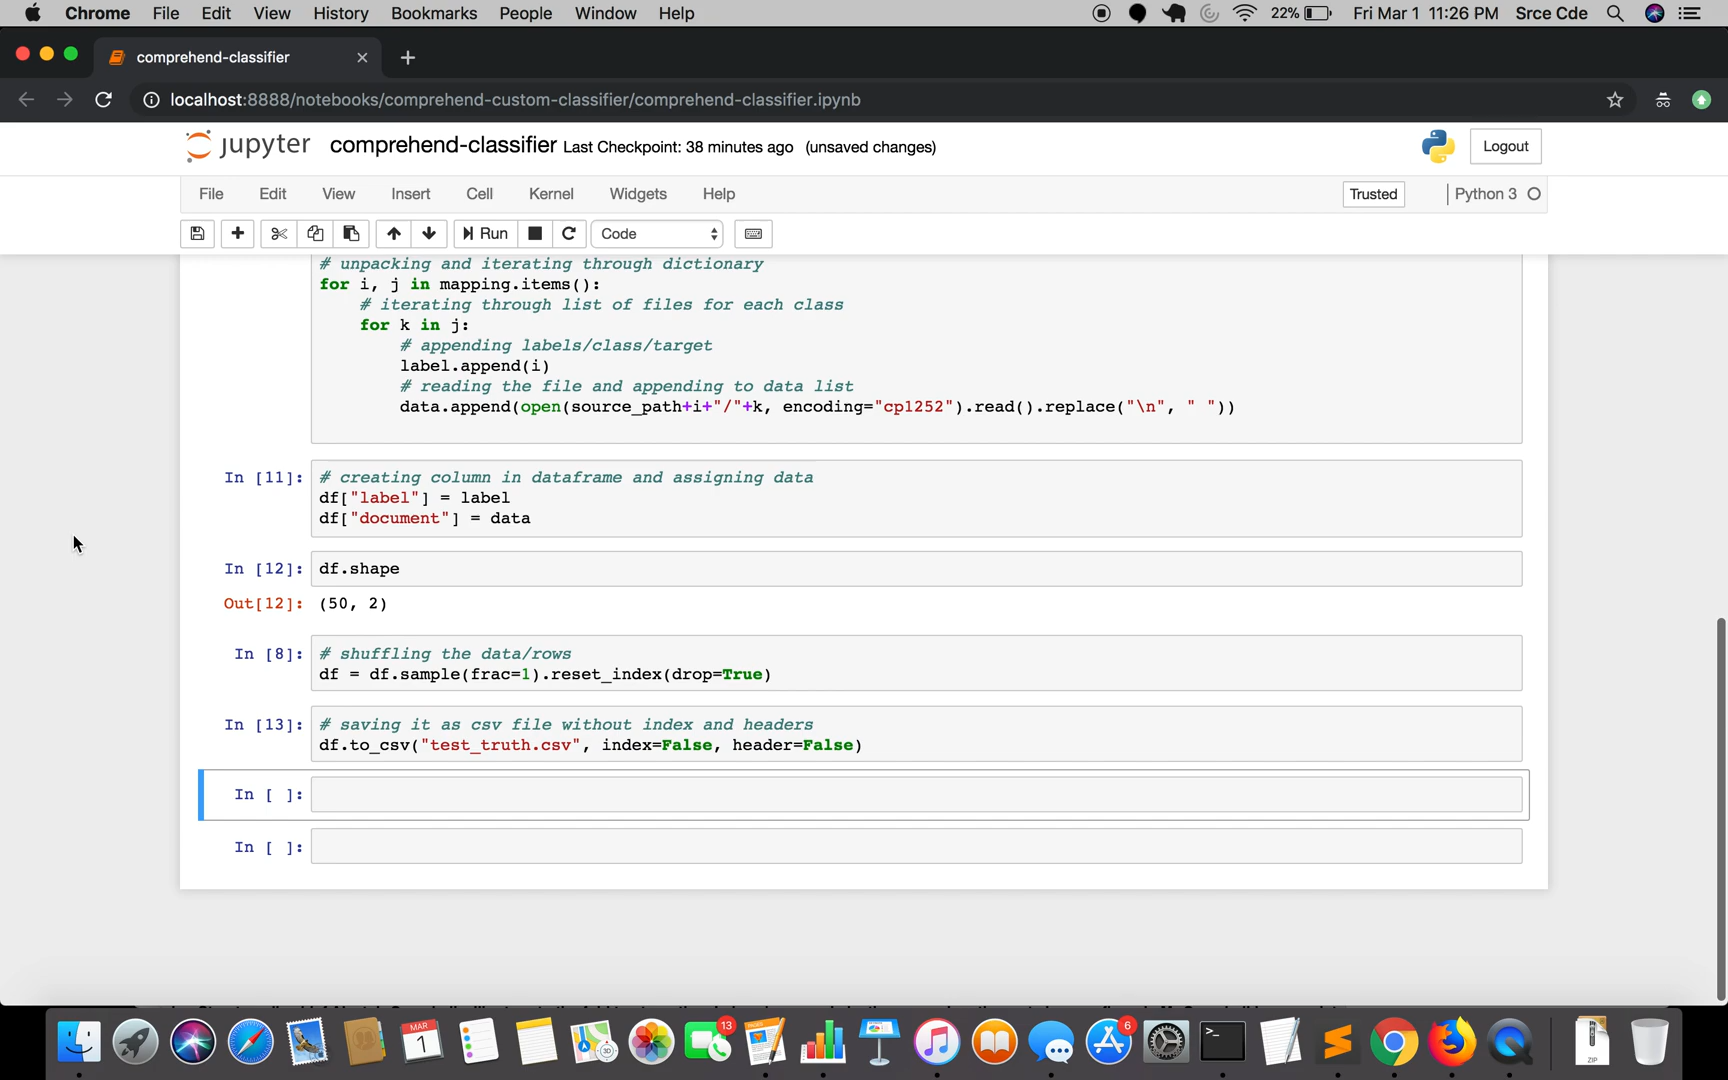 Chrome File Edit View History Bookmarks People Window Help 22% Fri Mar 1 11:26 PM Srce Cde
comprehend-classifier
localhost:8888/notebooks/comprehend-custom-classifier/comprehend-classifier.ipynb
jupyter comprehend-classifier Last Checkpoint: 38 minutes ago (unsaved changes) Logout
File Edit View Insert Cell Kernel Widgets Help Trusted Python 3
Run Code
# unpacking and iterating through dictionary
for i, j in mapping.items():
# iterating through list of files for each class
for k in j:
# appending labels/class/target
label.append(i)
# reading the file and appending to data list
data.append(open(source_path+i+"/"+k, encoding="cp1252").read().replace("\n", " "))
In [11]: # creating column in dataframe and assigning data
df["label"] = label
df["document"] = data
In [12]: df.shape
Out[12]: (50, 2)
In [8]: # shuffling the data/rows
df = df.sample(frac=1).reset_index(drop=True)
In [13]: # saving it as csv file without index and headers
df.to_csv("test_truth.csv", index=False, header=False)
In [ ]:
In [ ]:
MAR
1
13
6
ZIP